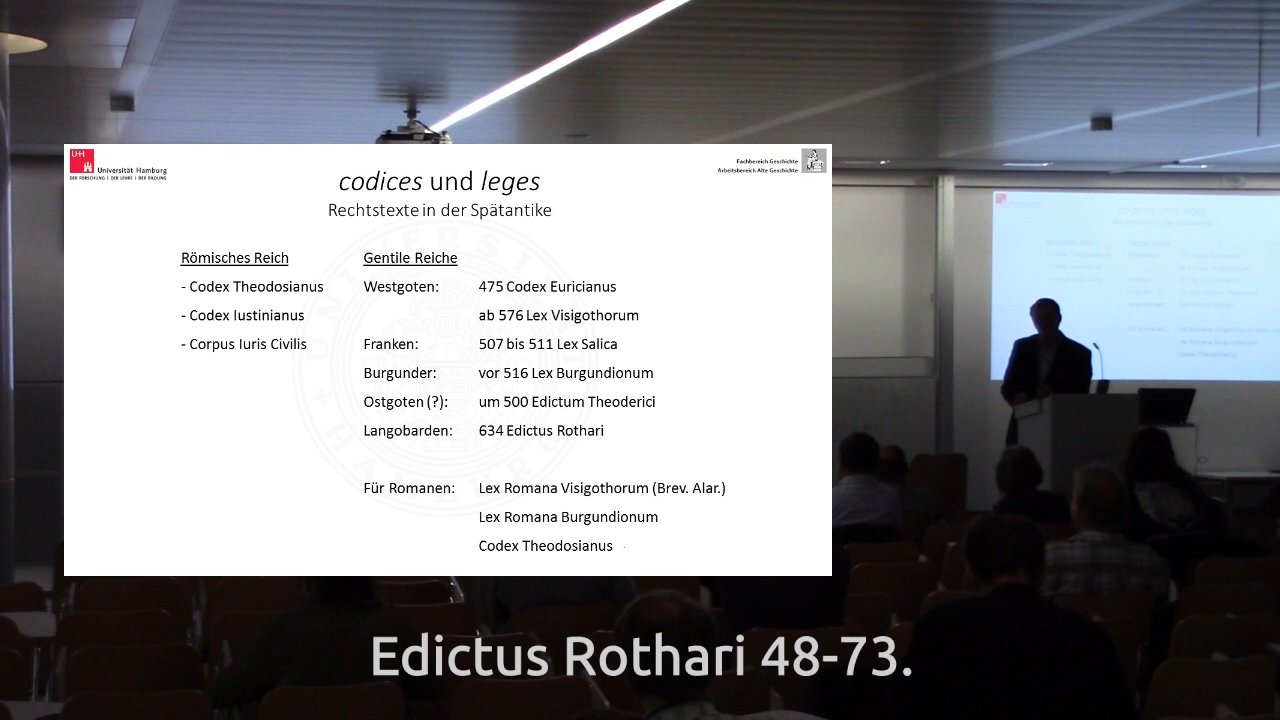 UHH
Universität Hamburg
DER FORSCHUNG | DER LEHRE | DER BILDUNG
Fachbereich Geschichte
Arbeitsbereich Alte Geschichte
codices und leges
Rechtstexte in der Spätantike
Römisches Reich
- Codex Theodosianus
- Codex Iustinianus
- Corpus Iuris Civilis
Gentile Reiche
Westgoten: 475 Codex Euricianus
ab 576 Lex Visigothorum
Franken: 507 bis 511 Lex Salica
Burgunder: vor 516 Lex Burgundionum
Ostgoten (?): um 500 Edictum Theoderici
Langobarden: 634 Edictus Rothari
Für Romanen: Lex Romana Visigothorum (Brev. Alar.)
Lex Romana Burgundionum
Codex Theodosianus
Edictus Rothari 48-73.